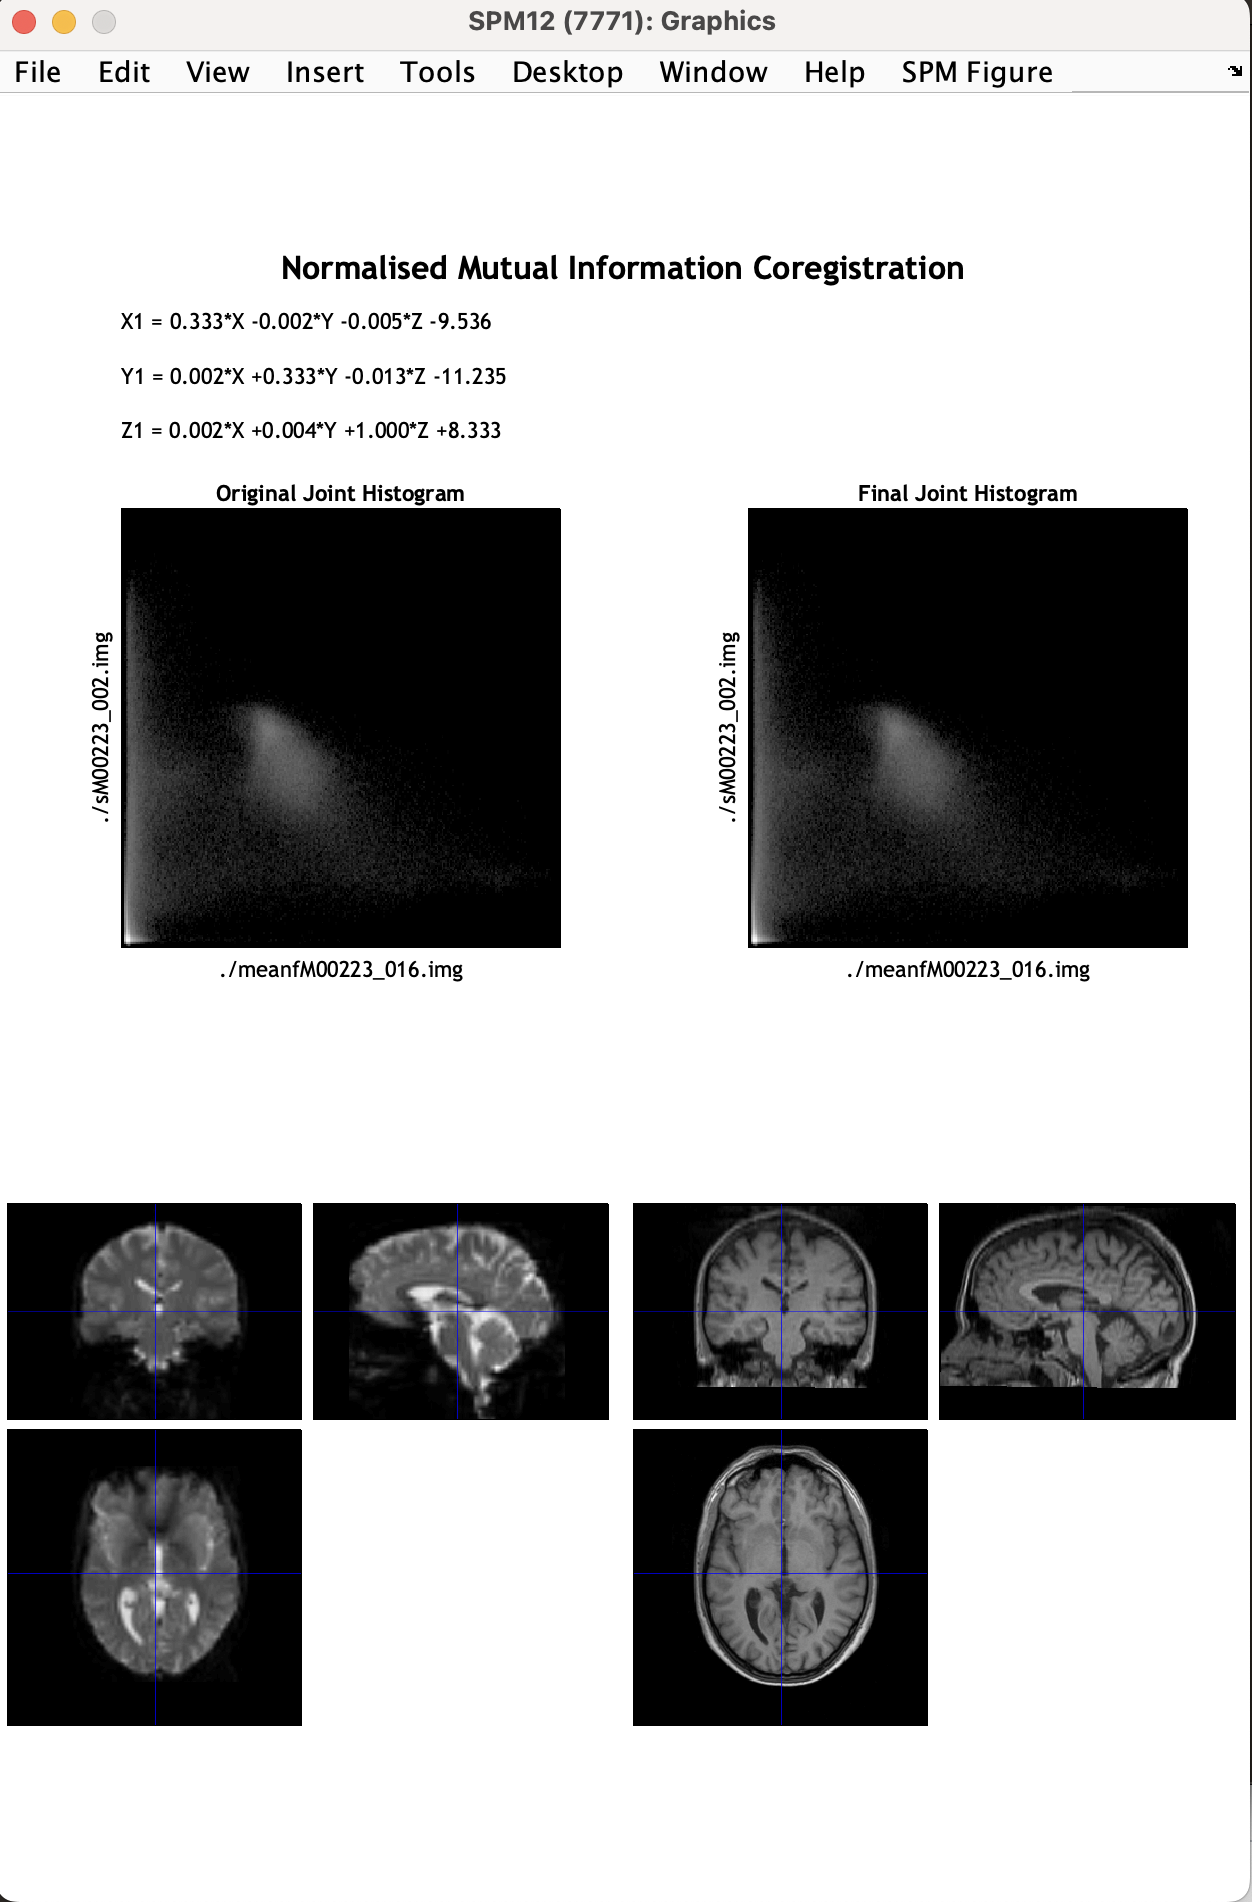 SPM12 (7771): Graphics
File Edit View Insert Tools Desktop Window Help SPM Figure
Normalised Mutual Information Coregistration
X1 = 0.333*X -0.002*Y -0.005*Z -9.536
Y1 = 0.002*X +0.333*Y -0.013*Z -11.235
Z1 = 0.002*X +0.004*Y +1.000*Z +8.333
Original Joint Histogram
./sM00223_002.img
./meanfM00223_016.img
Final Joint Histogram
./sM00223_002.img
./meanfM00223_016.img